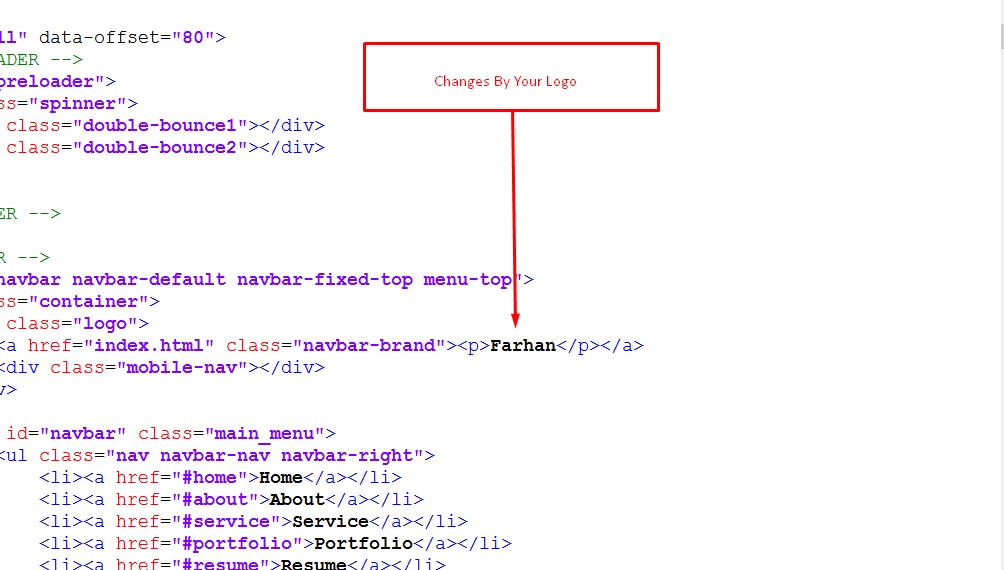 ll" data-offset="80">
ADER -->
preloader">
ss="spinner">
Changes By Your Logo
class="double-bounce1"></div>
class="double-bounce2"></div>
ER -->
R -->
navbar navbar-default navbar-fixed-top menu-top">
ss="container">
class="logo">
<a href="index.html" class="navbar-brand"><p>Farhan</p></a>
<div class="mobile-nav"></div>
v>
id="navbar" class="main_menu">
<ul class="nav navbar-nav navbar-right">
<li><a href="#home">Home</a></li>
<li><a href="#about">About</a></li>
<li><a href="#service">Service</a></li>
<li><a href="#portfolio">Portfolio</a></li>
<li><a href="#resume">Resume</a></li>